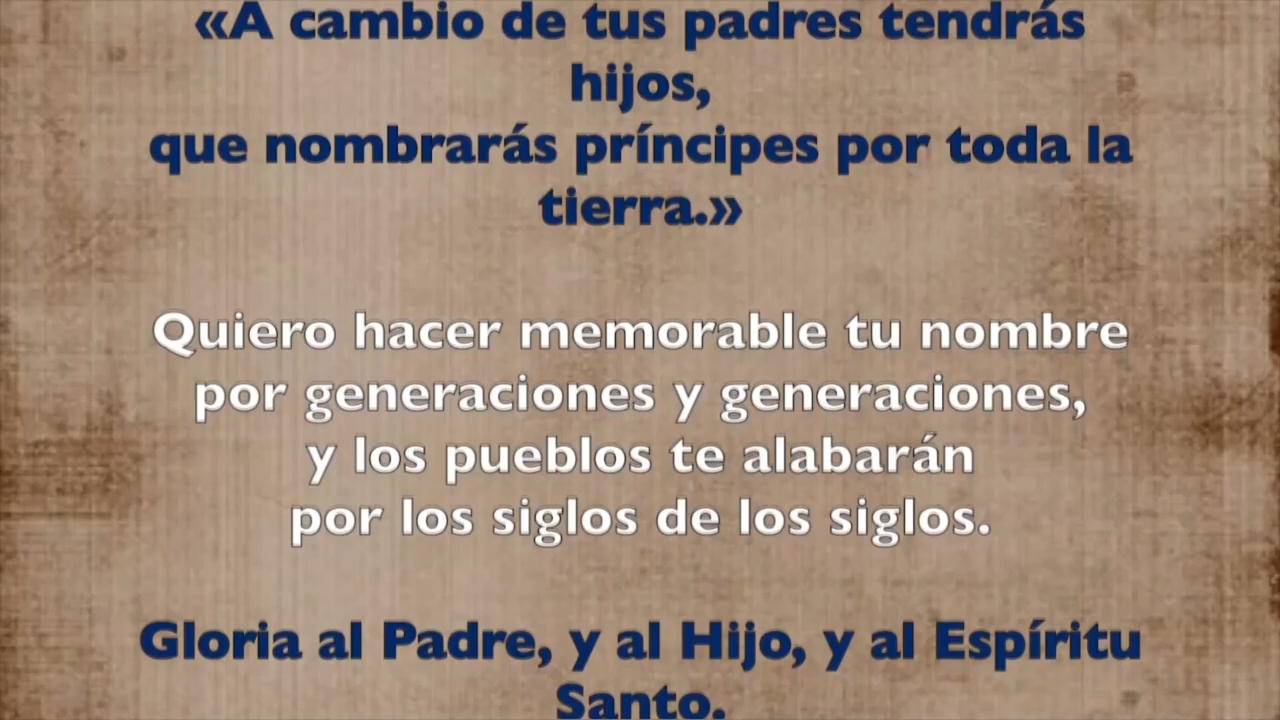 «A cambio de tus padres tendrás
hijos,
que nombrarás príncipes por toda la
tierra.»
Quiero hacer memorable tu nombre
por generaciones y generaciones,
y los pueblos te alabarán
por los siglos de los siglos.
Gloria al Padre, y al Hijo, y al Espíritu
Santo.